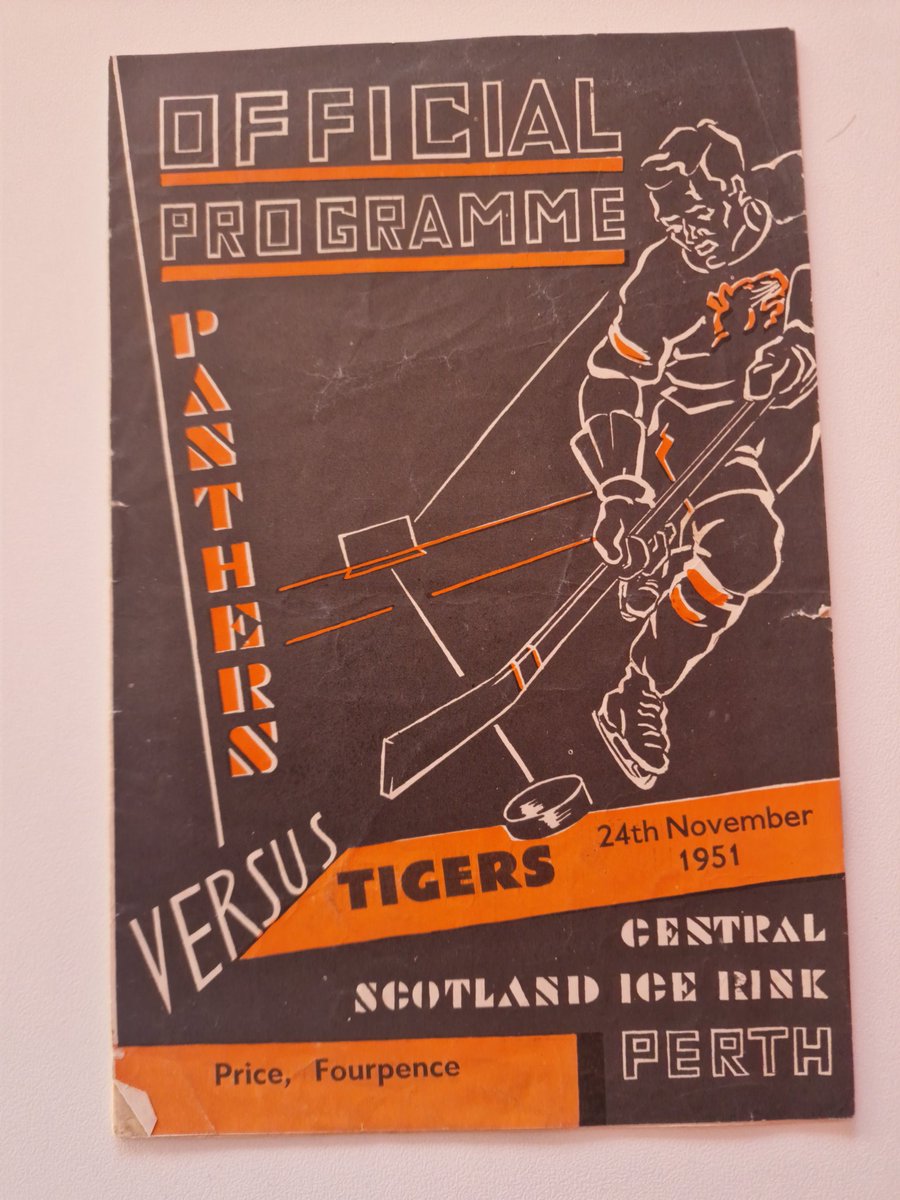 OFFICIAL
PROGRAMME
PANTHERS
VERSUS
TIGERS
24th November
1951
CENTRAL
SCOTLAND ICE RINK
PERTH
Price, Fourpence